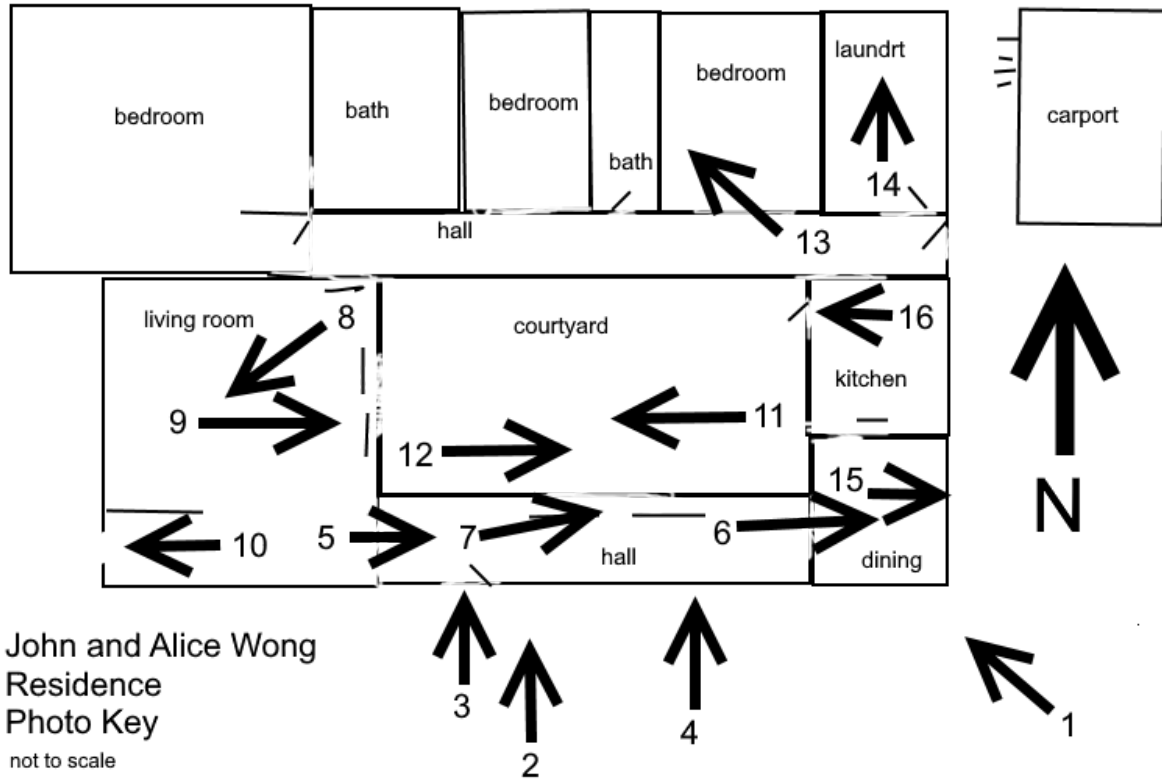 laundrt
bedroom
bedroom
bath
bedroom
carport
bath
14
hall
13
living room
8
courtyard
16
kitchen
9
11
12
15
10
5
7
6
hall
dining
N
John and Alice Wong
Residence
Photo Key
not to scale
3
2
4
1